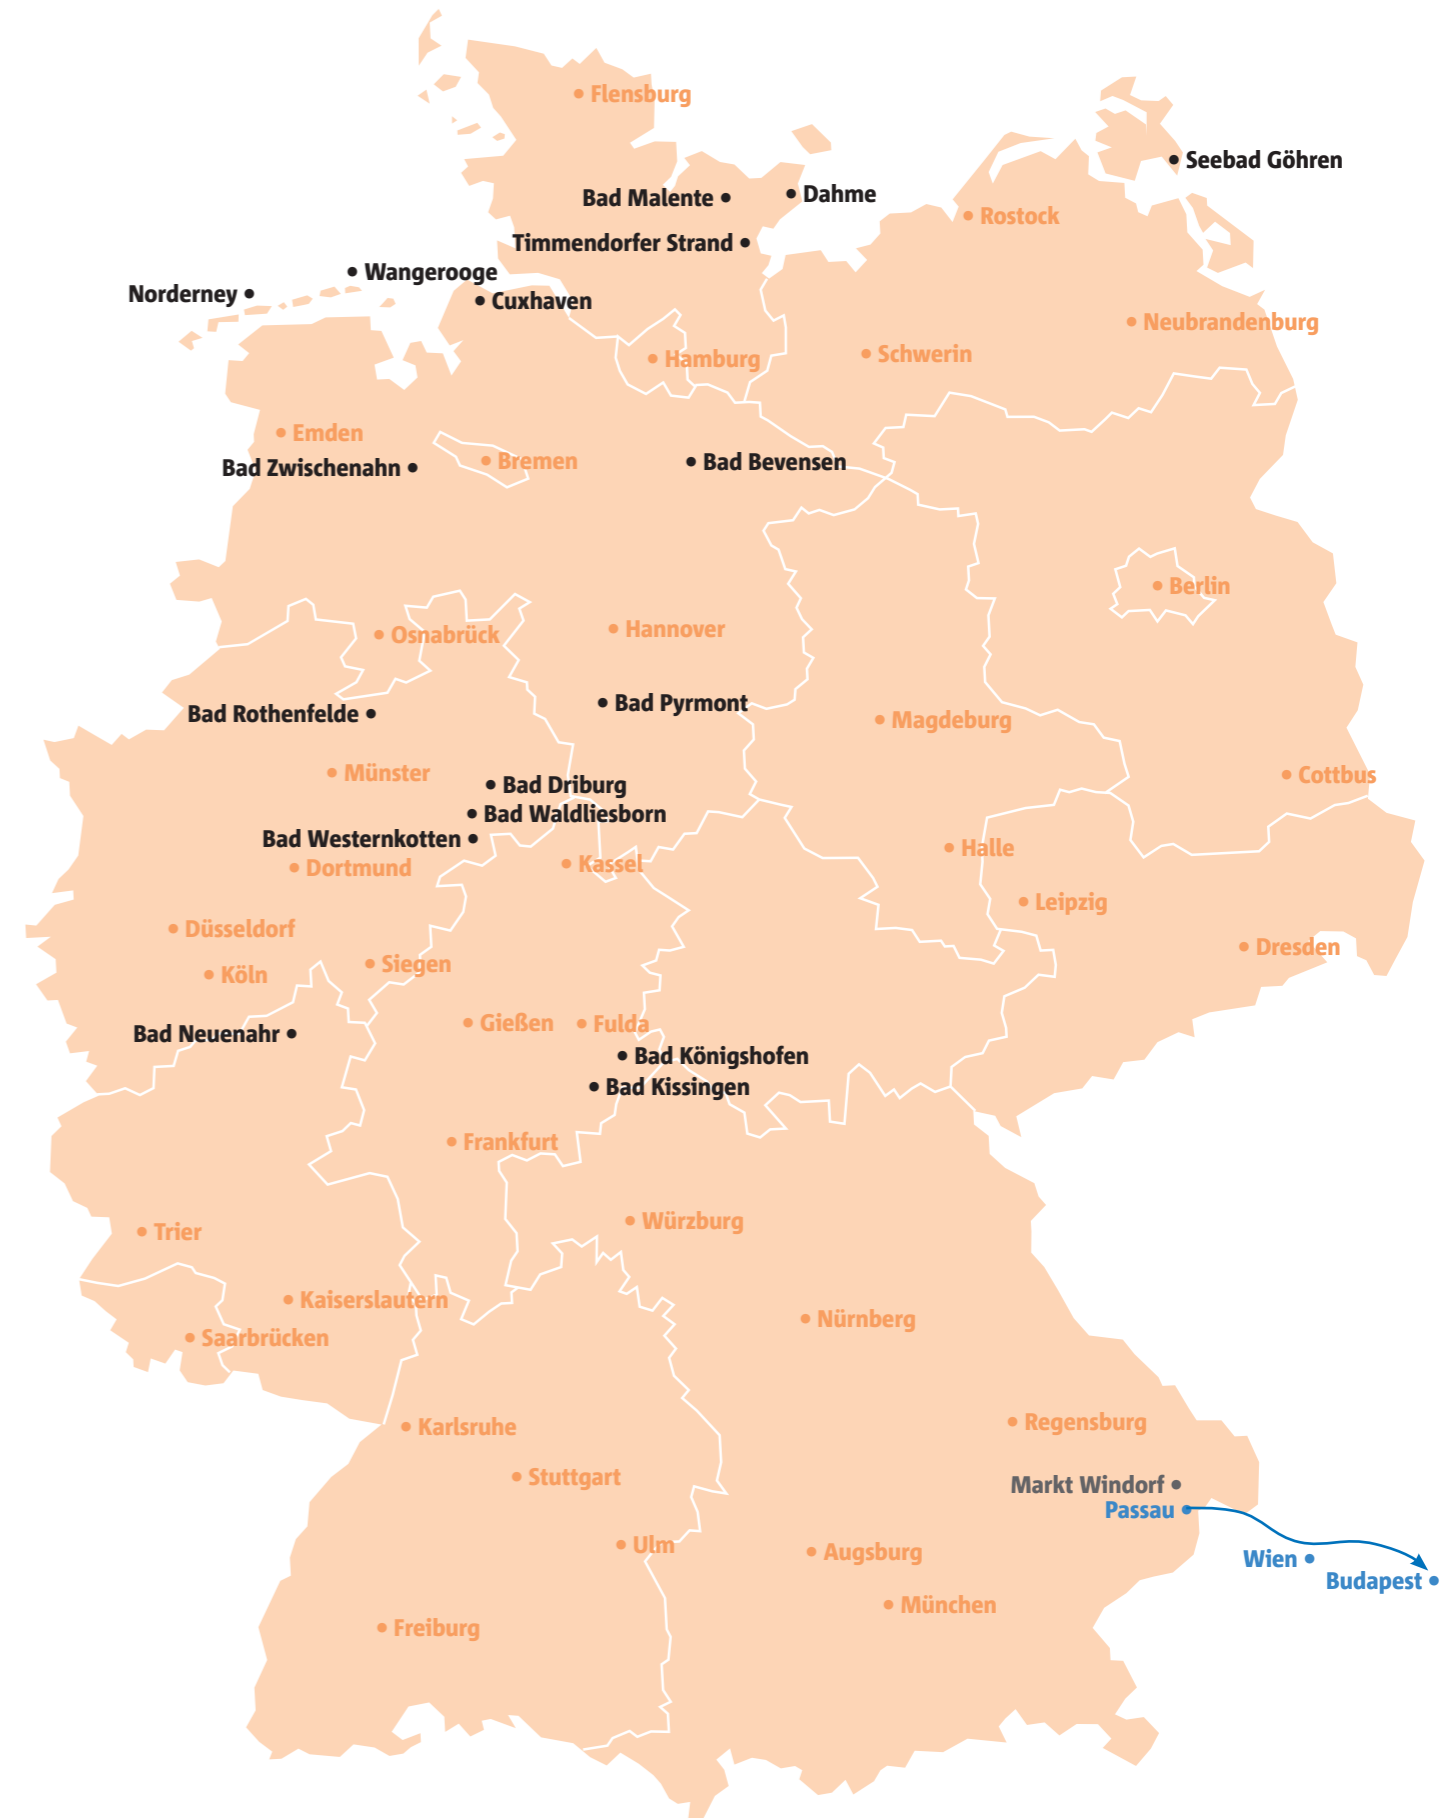 Flensburg
Seebad Göhren
Bad Malente
Dahme
Rostock
Timmendorfer Strand
Wangerooge
Norderney
Cuxhaven
Neubrandenburg
Schwerin
Hamburg
Emden
Bremen
Bad Bevensen
Bad Zwischenahn
Berlin
Hannover
Osnabrück
Bad Pyrmont
Bad Rothenfelde
Magdeburg
Münster
Cottbus
Bad Driburg
Bad Waldliesborn
Bad Westernkotten
Halle
Kassel
Dortmund
Leipzig
Düsseldorf
Dresden
Siegen
Köln
Gießen
Fulda
Bad Neuenahr
Bad Königshofen
Bad Kissingen
Frankfurt
Würzburg
Trier
Kaiserslautern
Nürnberg
Saarbrücken
Regensburg
Karlsruhe
Stuttgart
Markt Windorf
Passau
Ulm
Augsburg
Wien
Budapest
München
Freiburg